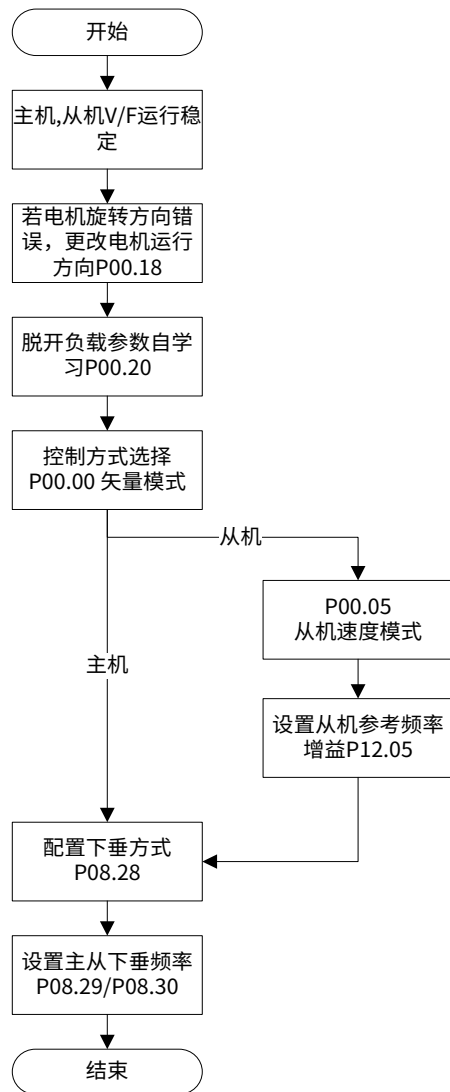 开始
主机,从机V/F运行稳
定
若电机旋转方向错
误，更改电机运行
方向P00.18
脱开负载参数自学
习P00.20
控制方式选择
P00.00 矢量模式
从机
P00.05
从机速度模式
主机
设置从机参考频率
增益P12.05
配置下垂方式
P08.28
设置主从下垂频率
P08.29/P08.30
结束